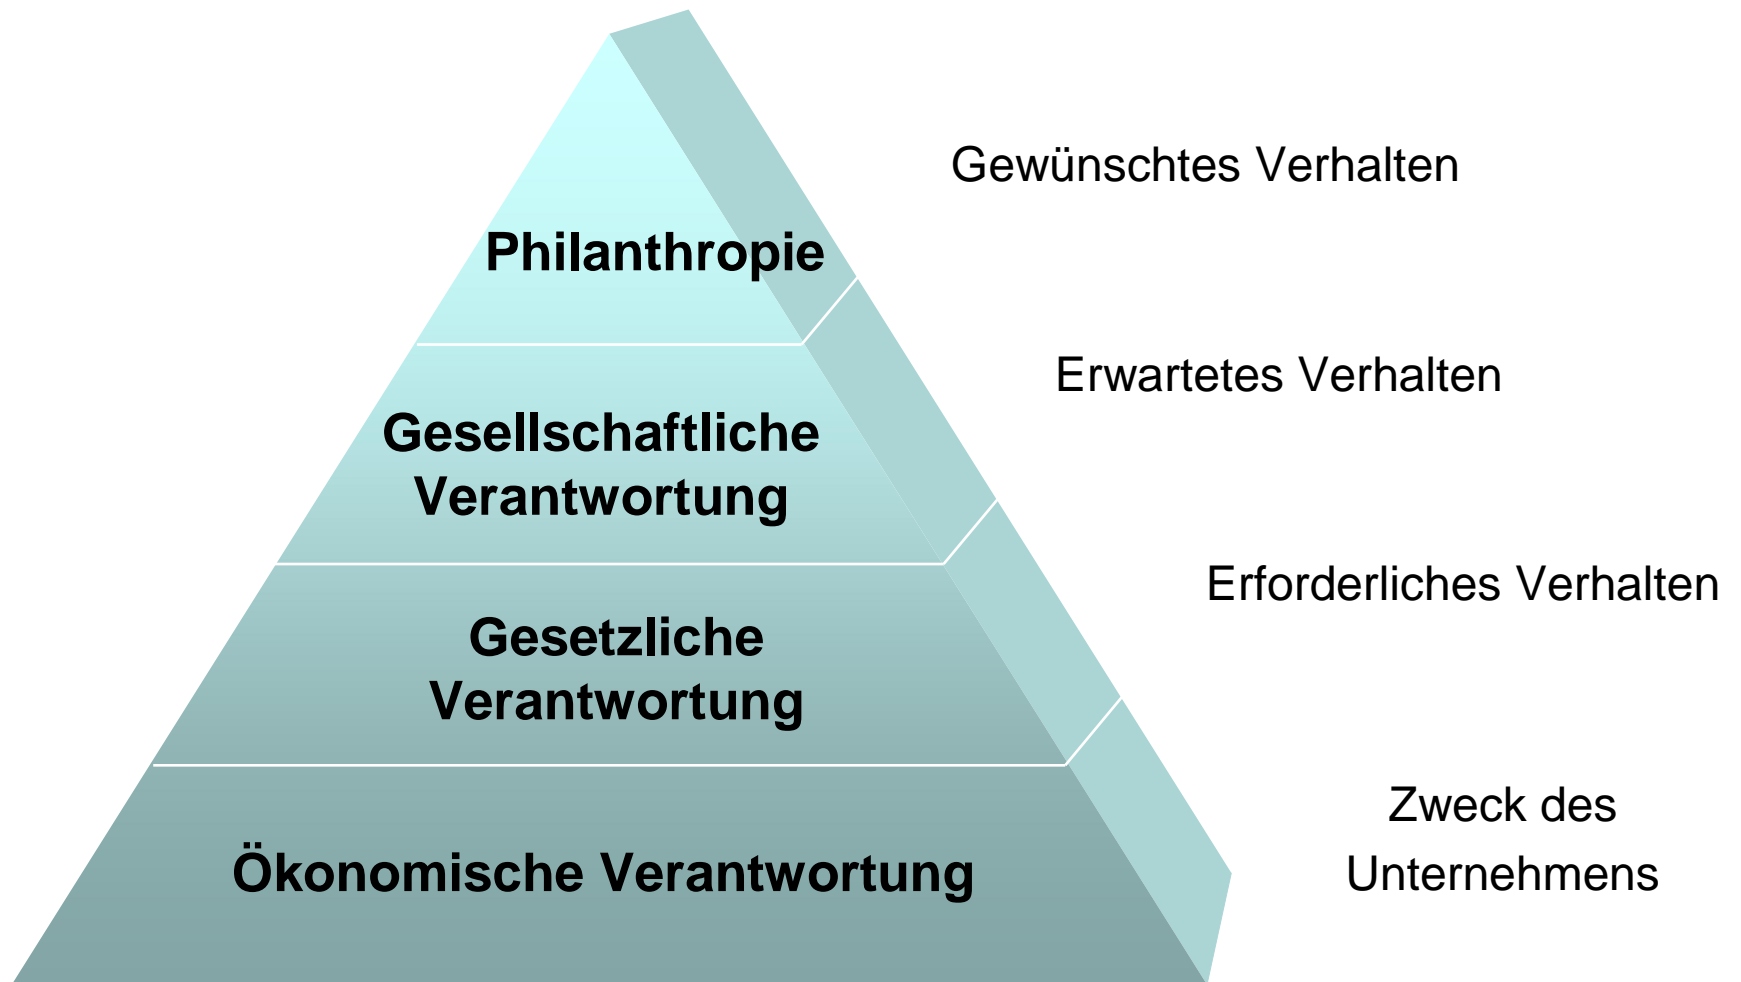 Gewünschtes Verhalten
Philanthropie
Erwartetes Verhalten
Gesellschaftliche
Verantwortung
Erforderliches Verhalten
Gesetzliche
Verantwortung
Zweck des
Unternehmens
Ökonomische Verantwortung